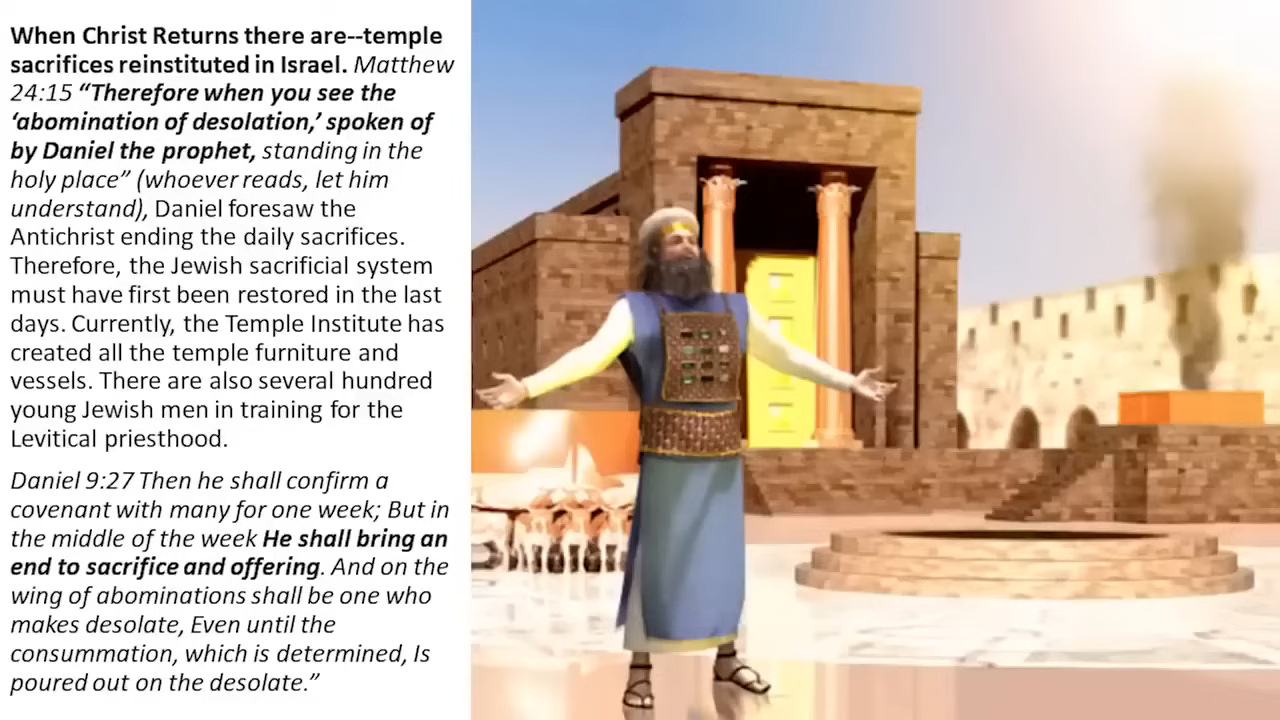 When Christ Returns there are--temple
sacrifices reinstituted in Israel. Matthew
24:15 “Therefore when you see the
‘abomination of desolation,’ spoken of
by Daniel the prophet, standing in the
holy place” (whoever reads, let him
understand), Daniel foresaw the
Antichrist ending the daily sacrifices.
Therefore, the Jewish sacrificial system
must have first been restored in the last
days. Currently, the Temple Institute has
created all the temple furniture and
vessels. There are also several hundred
young Jewish men in training for the
Levitical priesthood.
Daniel 9:27 Then he shall confirm a
covenant with many for one week; But in
the middle of the week He shall bring an
end to sacrifice and offering. And on the
wing of abominations shall be one who
makes desolate, Even until the
consummation, which is determined, Is
poured out on the desolate.”